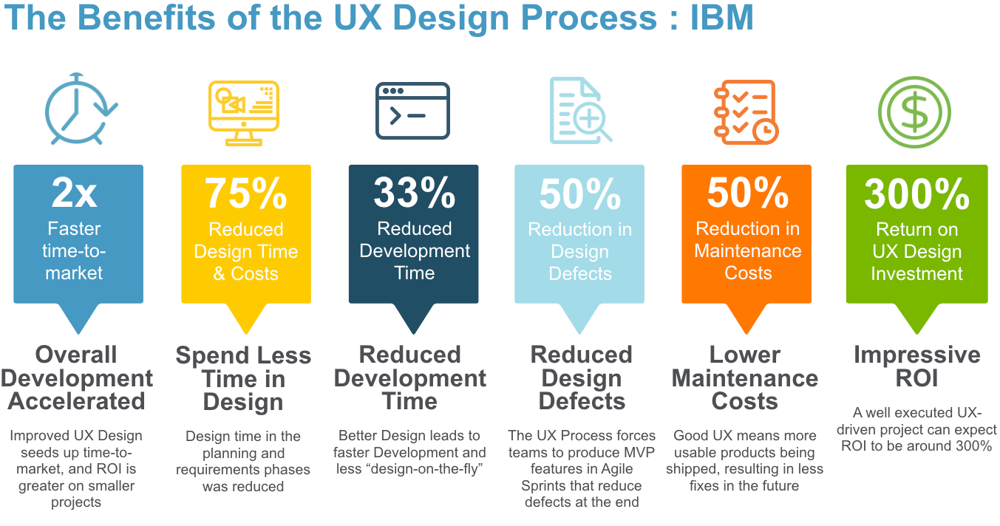 The Benefits of the UX Design Process : IBM
2x
Faster
time-to-
market
75%
Reduced
Design Time
& Costs
33%
Reduced
Development
Time
50%
Reduction in
Design
Defects
50%
Reduction in
Maintenance
Costs
300%
Return on
UX Design
Investment
Overall
Development
Accelerated
Improved UX Design
seeds up time-to-
market, and ROI is
greater on smaller
projects
Spend Less
Time in
Design
Design time in the
planning and
requirements phases
was reduced
Reduced
Development
Time
Better Design leads to
faster Development and
less “design-on-the-fly”
Reduced
Design
Defects
The UX Process forces
teams to produce MVP
features in Agile
Sprints that reduce
defects at the end
Lower
Maintenance
Costs
Good UX means more
usable products being
shipped, resulting in less
fixes in the future
Impressive
ROI
A well executed UX-
driven project can expect
ROI to be around 300%